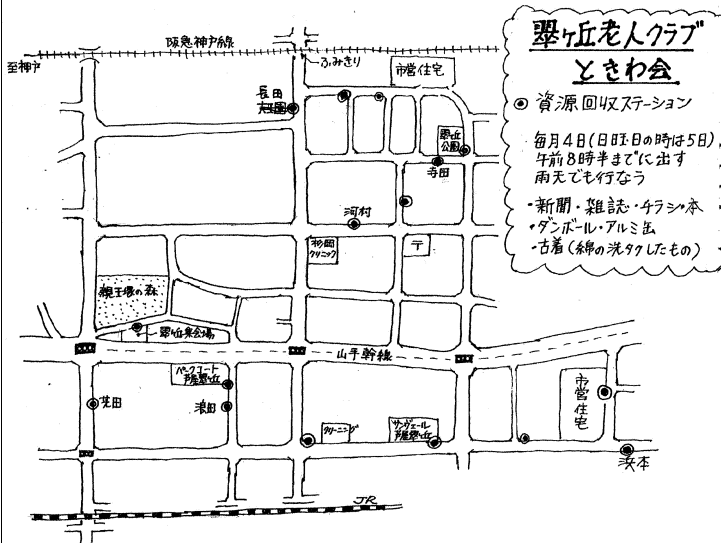 翠ヶ丘老人クラブ
ときわ会
資源回収ステーション
毎月4日(日曜日の時は5日)
午前8時半までに出す
雨天でも行なう
・新聞・雑誌・チラシ・本
・ダンボール・アルミ缶
・古着(綿の洗タクしたもの)
阪急神戸線
至神戸
ふみきり
市営住宅
長田
翠ヶ丘
公園
寺田
河村
杉岡
クリニック
〒
親王塚の森
翠ヶ丘集会場
山手幹線
パークコート
芦屋翠ヶ丘
芝田
浪田
クリーニング
サンヴェール
芦屋翠ヶ丘
市営住宅
浜本
JR